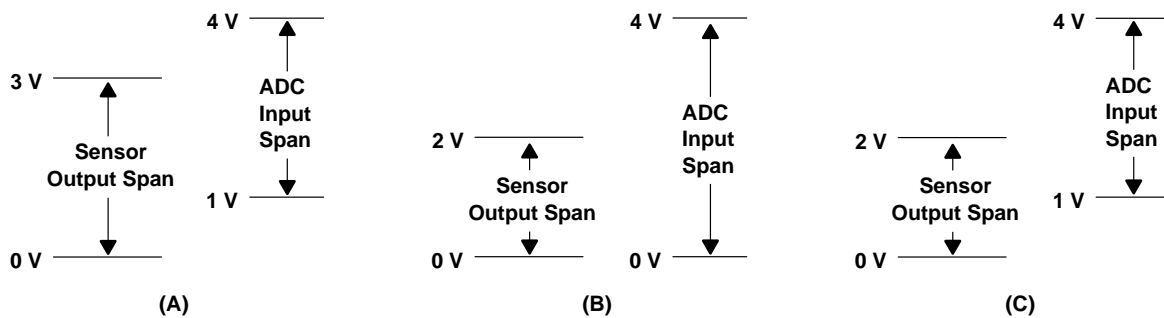 4 V
3 V
ADC
Input
Span
Sensor
Output Span
1 V
0 V
(A)
4 V
ADC
Input
Span
2 V
Sensor
Output Span
0 V
0 V
(B)
4 V
ADC
Input
Span
2 V
Sensor
Output Span
1 V
0 V
(C)